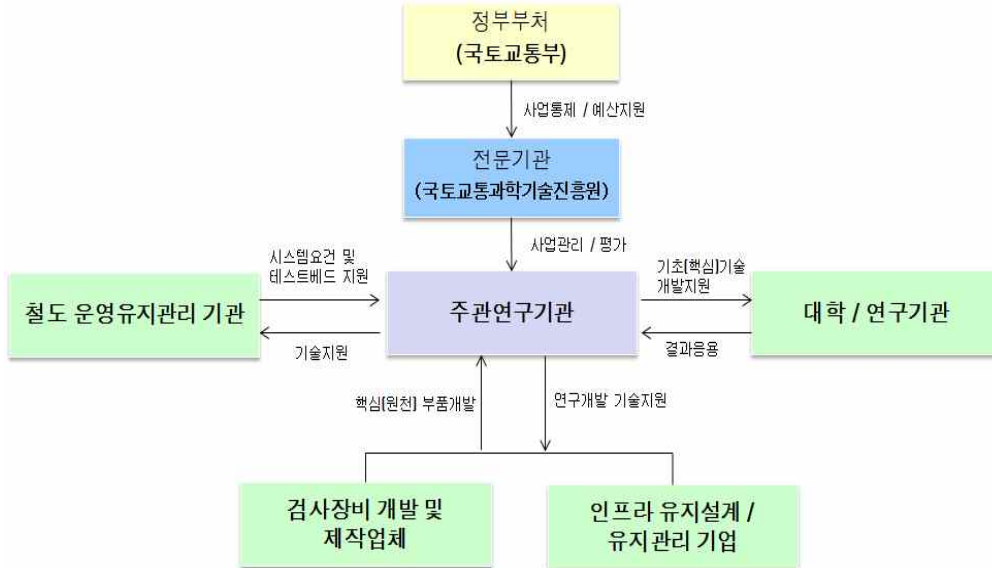 정부부처
(국토교통부)
사업통제 / 예산지원
전문기관
(국토교통과학기술진흥원)
사업관리 / 평가
시스템요건 및
테스트베드 지원
기초(핵심)기술
개발지원
철도 운영유지관리 기관
주관연구기관
대학 / 연구기관
기술지원
결과응용
핵심(원천) 부품개발
연구개발 기술지원
검사장비 개발 및
제작업체
인프라 유지설계 /
유지관리 기업